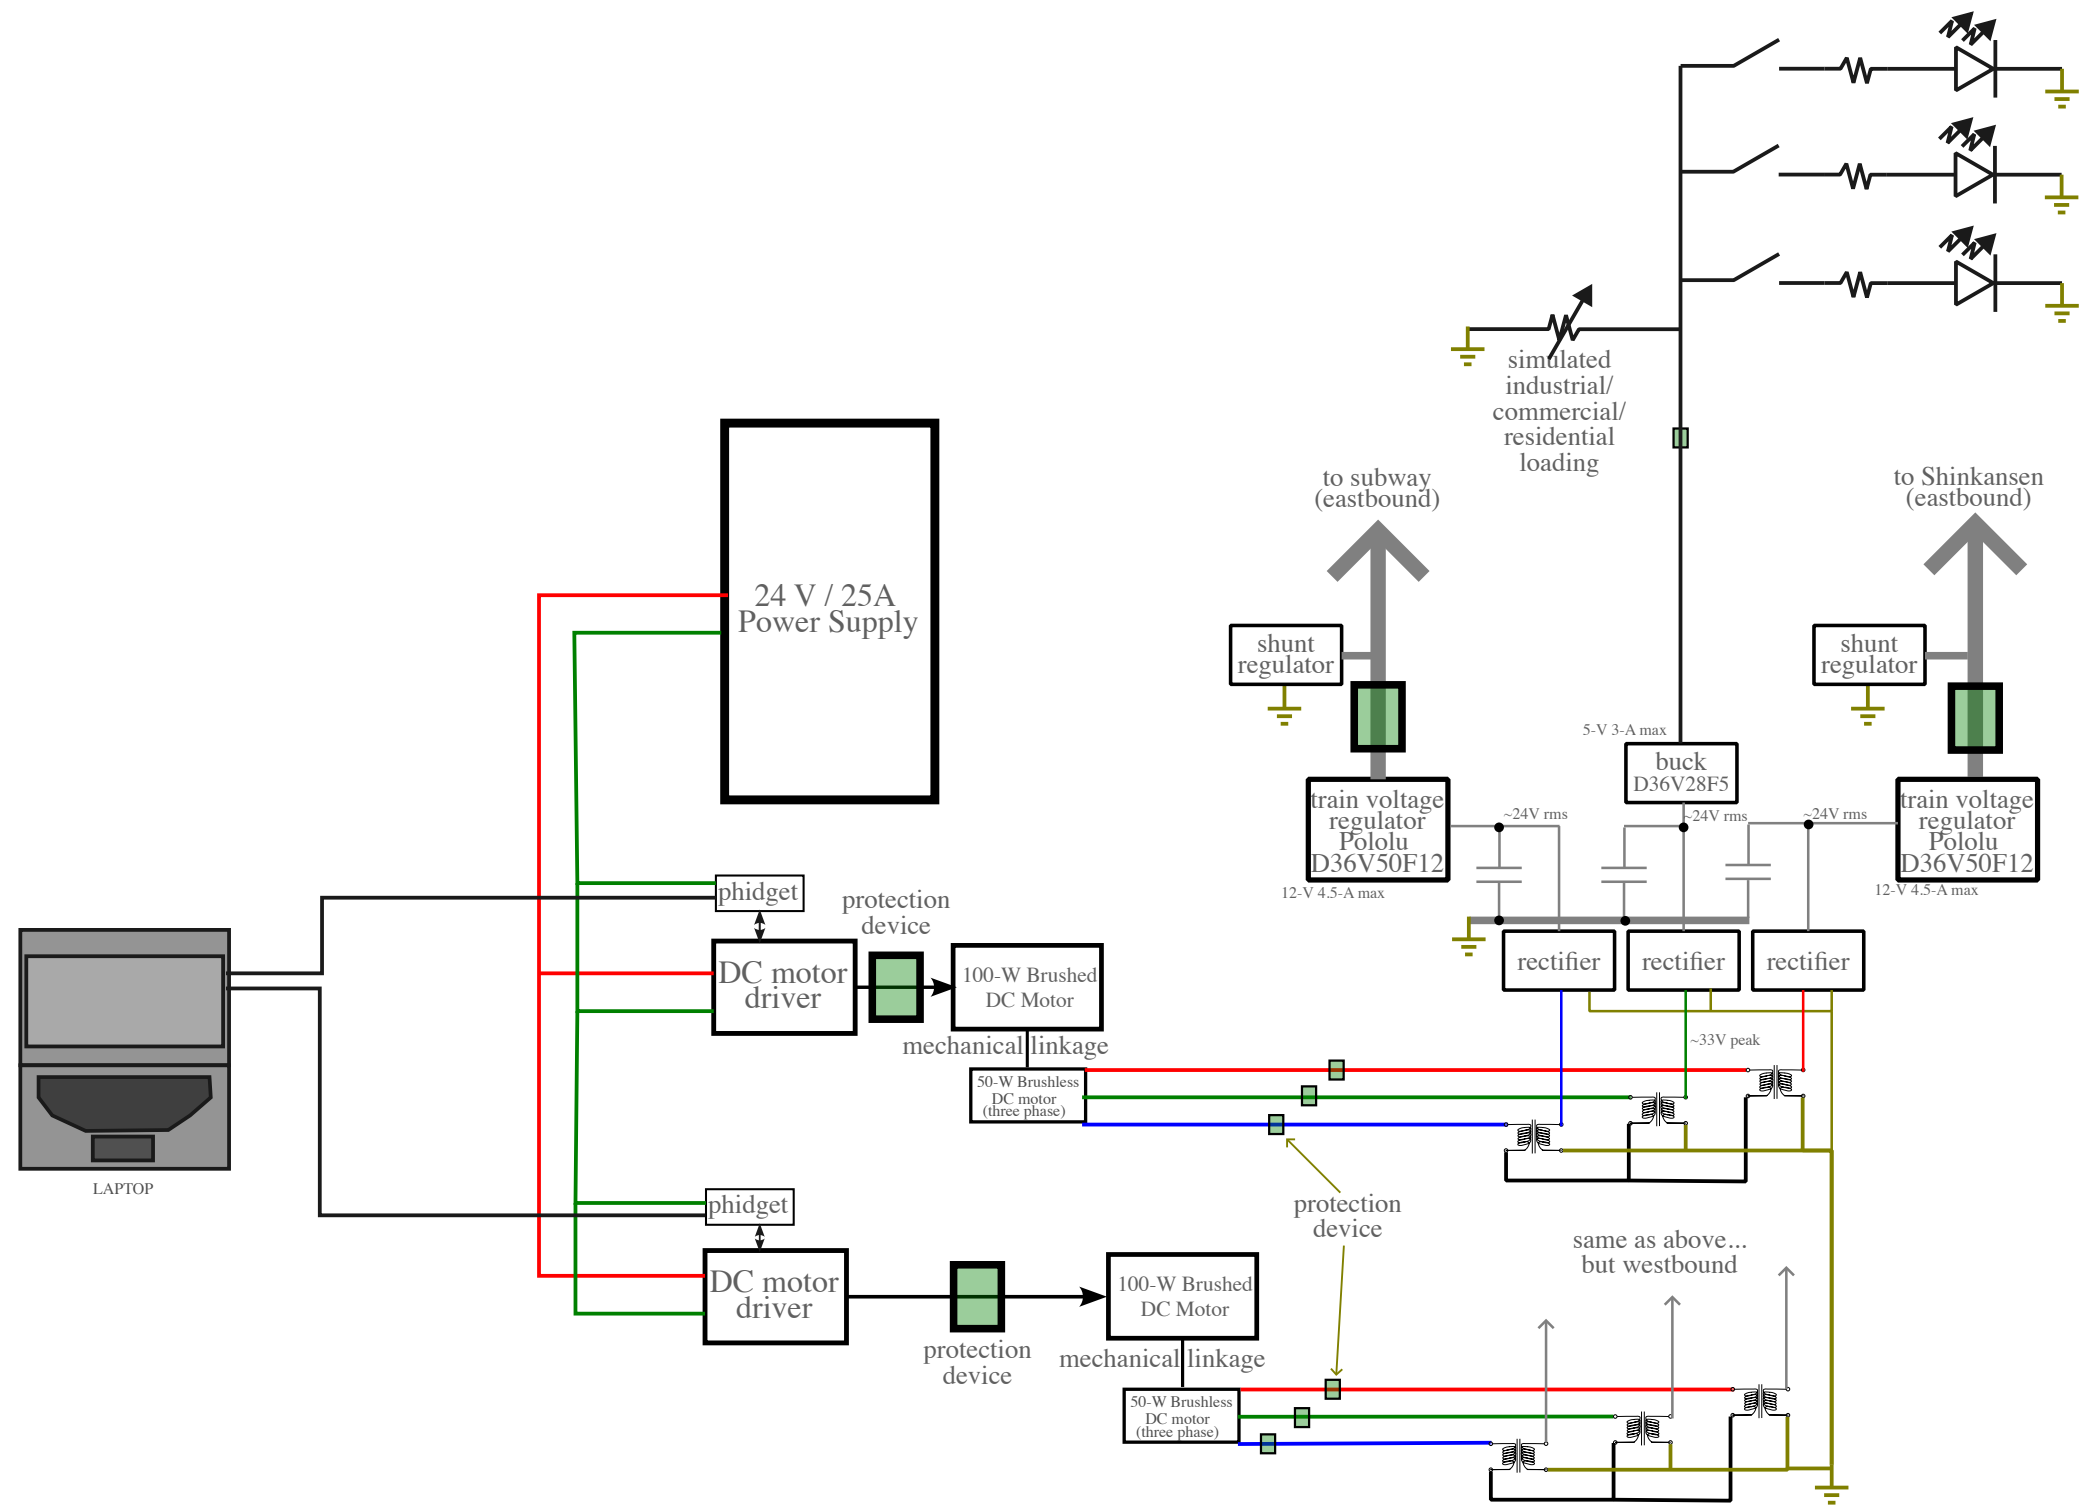 simulated
industrial/
commercial/
residential
loading
to subway
(eastbound)
to Shinkansen
(eastbound)
24 V / 25A
Power Supply
shunt
regulator
shunt
regulator
5-V 3-A max
buck
D36V28F5
train voltage
regulator
Pololu
D36V50F12
12-V 4.5-A max
~24V rms
~24V rms
~24V rms
train voltage
regulator
Pololu
D36V50F12
12-V 4.5-A max
phidget
protection
device
DC motor
driver
100-W Brushed
DC Motor
mechanical linkage
rectifier
rectifier
rectifier
~33V peak
50-W Brushless
DC motor
(three phase)
LAPTOP
protection
device
phidget
DC motor
driver
protection
device
100-W Brushed
DC Motor
mechanical linkage
same as above...
but westbound
50-W Brushless
DC motor
(three phase)